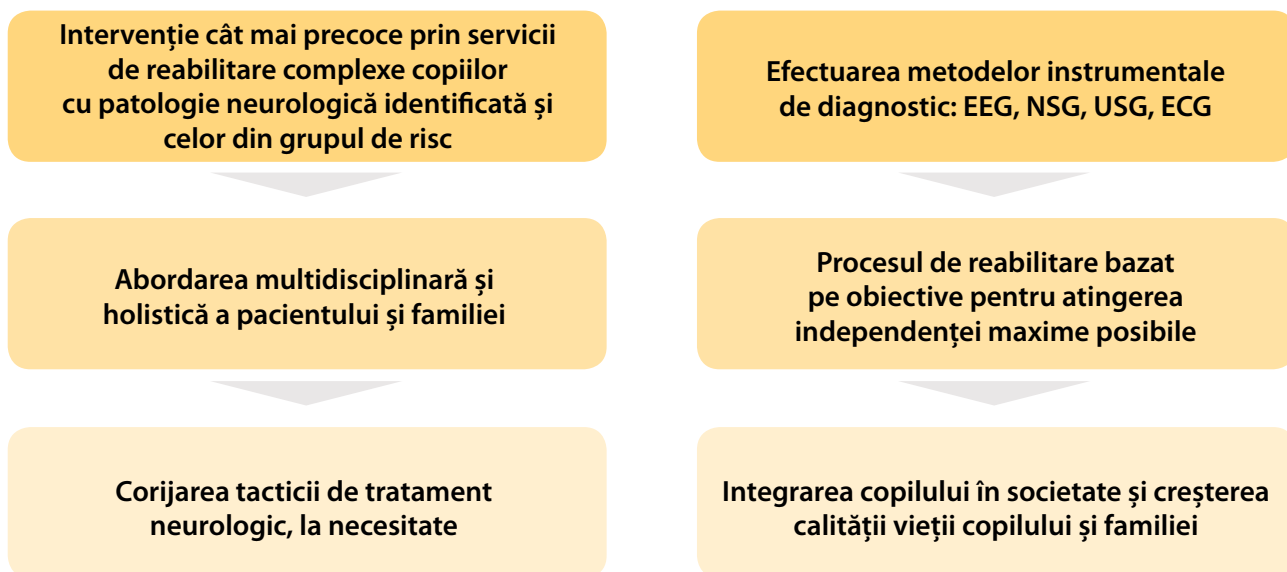 Intervenție cât mai precoce prin servicii
de reabilitare complexe copiilor
cu patologie neurologică identificată și
celor din grupul de risc
Abordarea multidisciplinară și
holistică a pacientului și familiei
Corijarea tacticii de tratament
neurologic, la necesitate
Efectuarea metodelor instrumentale
de diagnostic: EEG, NSG, USG, ECG
Procesul de reabilitare bazat
pe obiective pentru atingerea
independenței maxime posibile
Integrarea copilului în societate și creșterea
calității vieții copilului și familiei